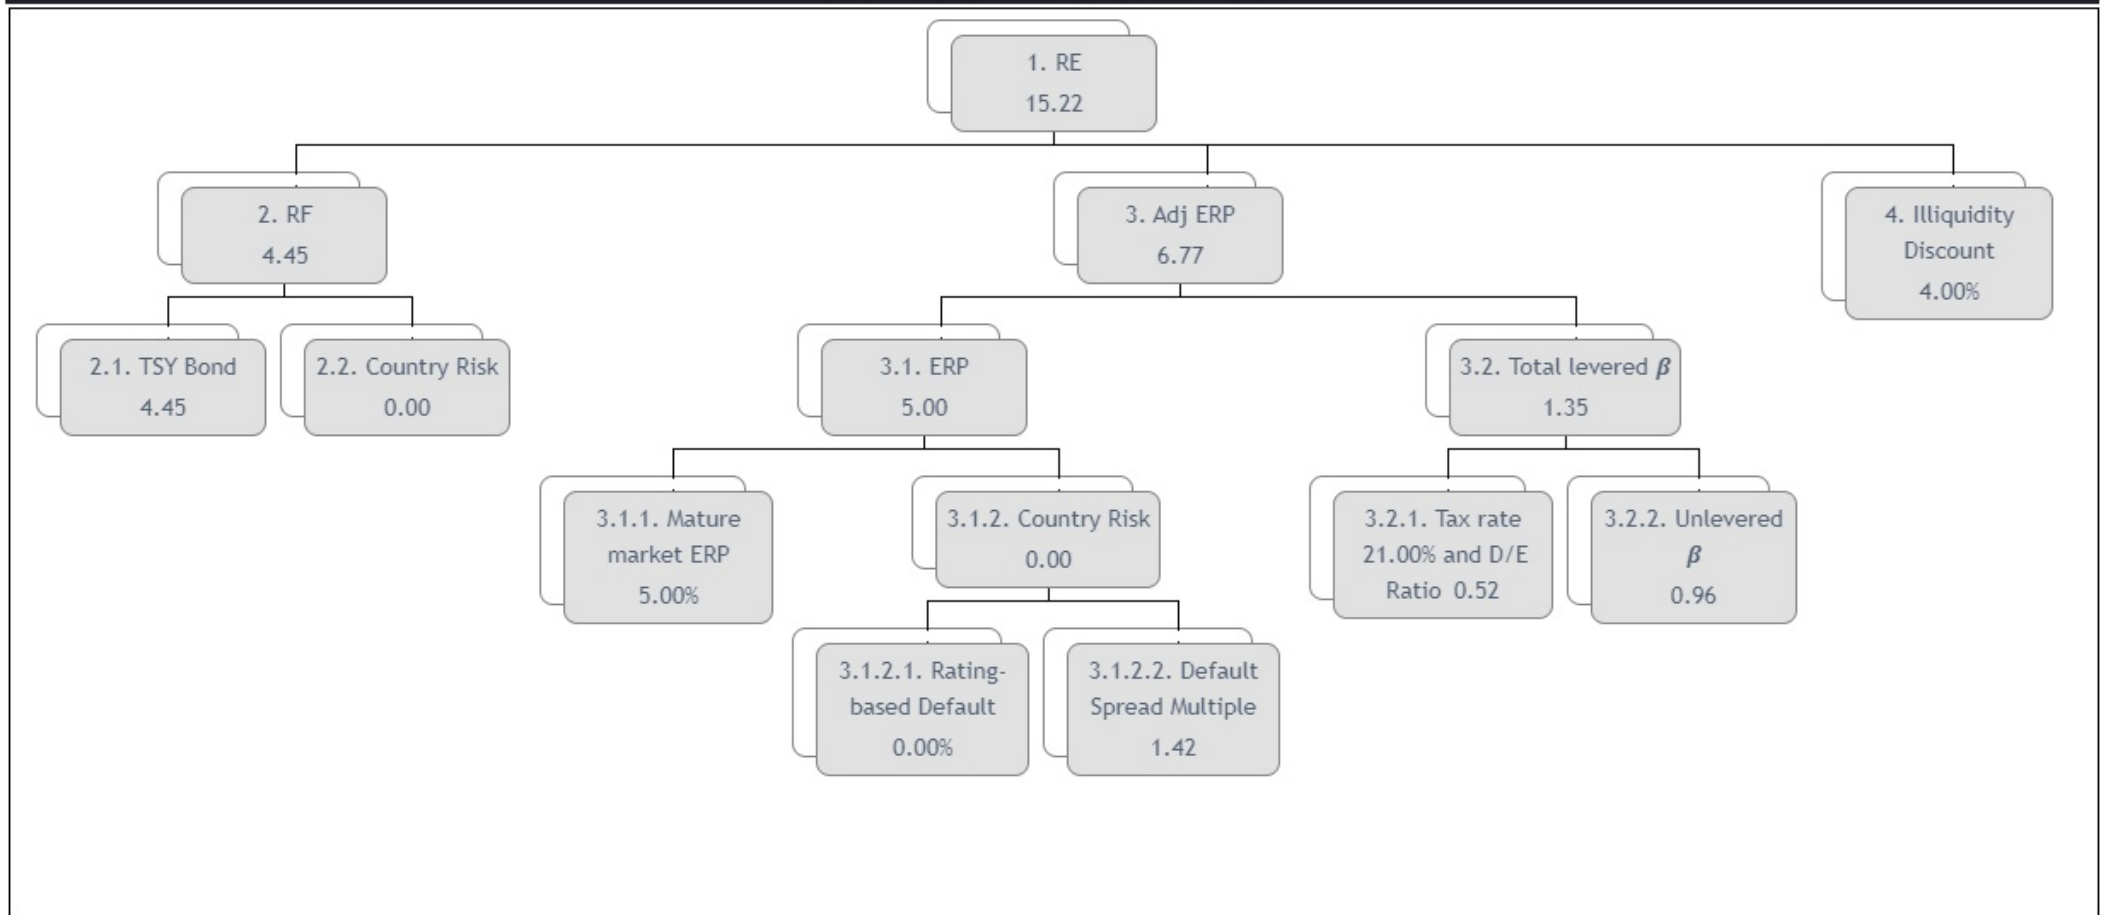 1. RE
15.22
2. RF
4.45
3. Adj ERP
6.77
4. Illiquidity
Discount
4.00%
2.1. TSY Bond
4.45
2.2. Country Risk
0.00
3.1. ERP
5.00
3.2. Total levered β
1.35
3.1.1. Mature
market ERP
5.00%
3.1.2. Country Risk
0.00
3.2.1. Tax rate
21.00% and D/E
Ratio 0.52
3.2.2. Unlevered
β
0.96
3.1.2.1. Rating-
based Default
0.00%
3.1.2.2. Default
Spread Multiple
1.42